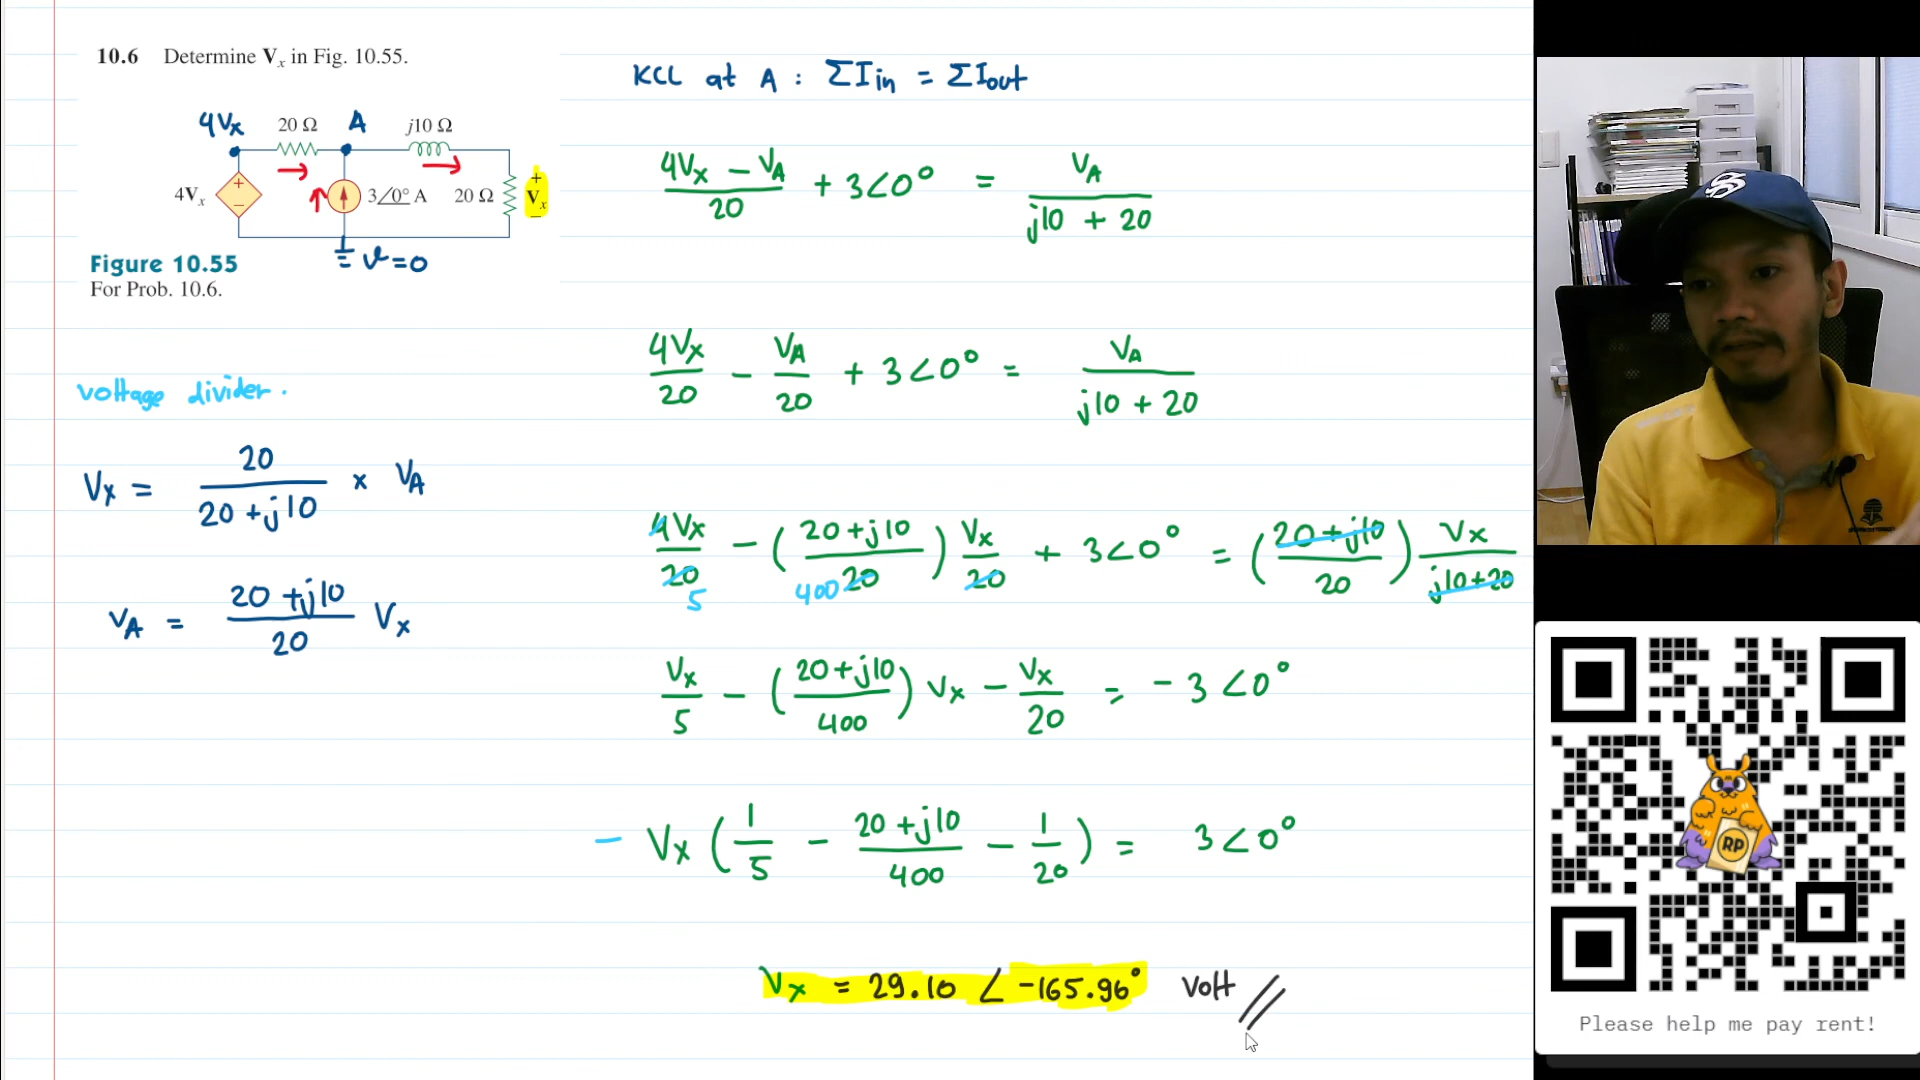 10.6 Determine Vx in Fig. 10.55.
4Vx 20 Ω A j10 Ω
4Vx + − 3∠0° A 20 Ω + Vx −
v = 0
Figure 10.55
For Prob. 10.6.
voltage divider.
Vx = 20 / (20 + j10) × VA
VA = (20 + j10) / 20 Vx
KCL at A : ΣIin = ΣIout
(4Vx − VA) / 20 + 3∠0° = VA / (j10 + 20)
4Vx / 20 − VA / 20 + 3∠0° = VA / (j10 + 20)
4Vx / 20 − ((20 + j10) / 20) Vx / 20 + 3∠0° = ((20 + j10) / 20) Vx / (j10 + 20)
5 400
Vx / 5 − ((20 + j10) / 400) Vx − Vx / 20 = −3∠0°
− Vx (1/5 − (20 + j10) / 400 − 1/20) = 3∠0°
Vx = 29.10 ∠ −165.96° Volt //
RP
Please help me pay rent!